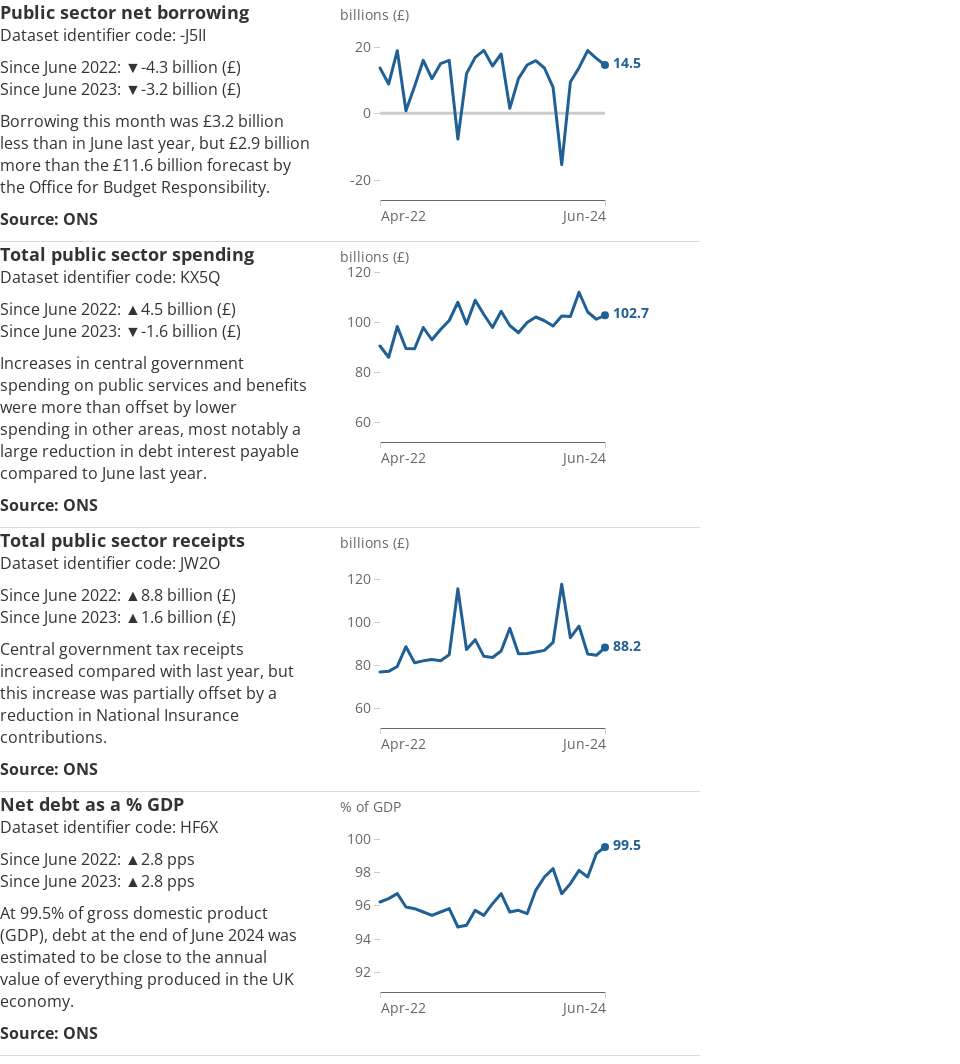 Public sector net borrowing
Dataset identifier code: -J5II
Since June 2022: ▼-4.3 billion (£)
Since June 2023: ▼-3.2 billion (£)
Borrowing this month was £3.2 billion
less than in June last year, but £2.9 billion
more than the £11.6 billion forecast by
the Office for Budget Responsibility.
Source: ONS
billions (£)
20
0
-20
14.5
Apr-22
Jun-24
Total public sector spending
Dataset identifier code: KX5Q
Since June 2022: ▲4.5 billion (£)
Since June 2023: ▼-1.6 billion (£)
Increases in central government
spending on public services and benefits
were more than offset by lower
spending in other areas, most notably a
large reduction in debt interest payable
compared to June last year.
Source: ONS
billions (£)
120
100
80
60
102.7
Apr-22
Jun-24
Total public sector receipts
Dataset identifier code: JW2O
Since June 2022: ▲8.8 billion (£)
Since June 2023: ▲1.6 billion (£)
Central government tax receipts
increased compared with last year, but
this increase was partially offset by a
reduction in National Insurance
contributions.
Source: ONS
billions (£)
120
100
80
60
88.2
Apr-22
Jun-24
Net debt as a % GDP
Dataset identifier code: HF6X
Since June 2022: ▲2.8 pps
Since June 2023: ▲2.8 pps
At 99.5% of gross domestic product
(GDP), debt at the end of June 2024 was
estimated to be close to the annual
value of everything produced in the UK
economy.
Source: ONS
% of GDP
100
98
96
94
92
99.5
Apr-22
Jun-24